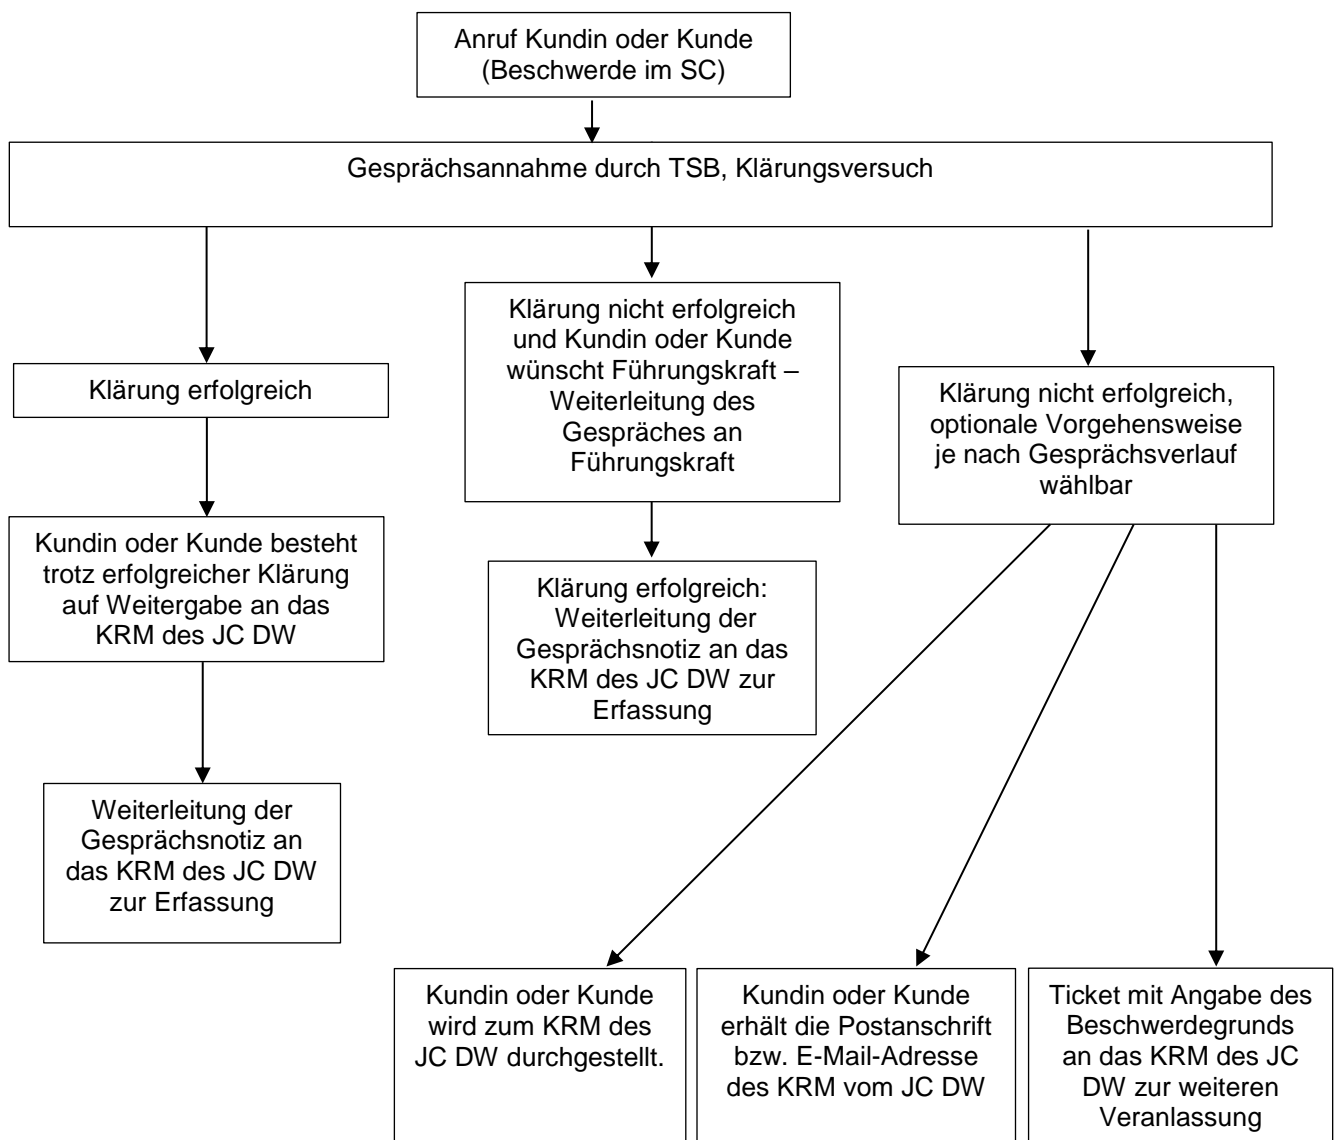 Anruf Kundin oder Kunde
(Beschwerde im SC)
Gesprächsannahme durch TSB, Klärungsversuch
Klärung erfolgreich
Kundin oder Kunde besteht
trotz erfolgreicher Klärung
auf Weitergabe an das
KRM des JC DW
Weiterleitung der
Gesprächsnotiz an
das KRM des JC DW
zur Erfassung
Klärung nicht erfolgreich
und Kundin oder Kunde
wünscht Führungskraft –
Weiterleitung des
Gespräches an
Führungskraft
Klärung erfolgreich:
Weiterleitung der
Gesprächsnotiz an das
KRM des JC DW zur
Erfassung
Klärung nicht erfolgreich,
optionale Vorgehensweise
je nach Gesprächsverlauf
wählbar
Kundin oder Kunde
wird zum KRM des
JC DW durchgestellt.
Kundin oder Kunde
erhält die Postanschrift
bzw. E-Mail-Adresse
des KRM vom JC DW
Ticket mit Angabe des
Beschwerdegrunds
an das KRM des JC
DW zur weiteren
Veranlassung